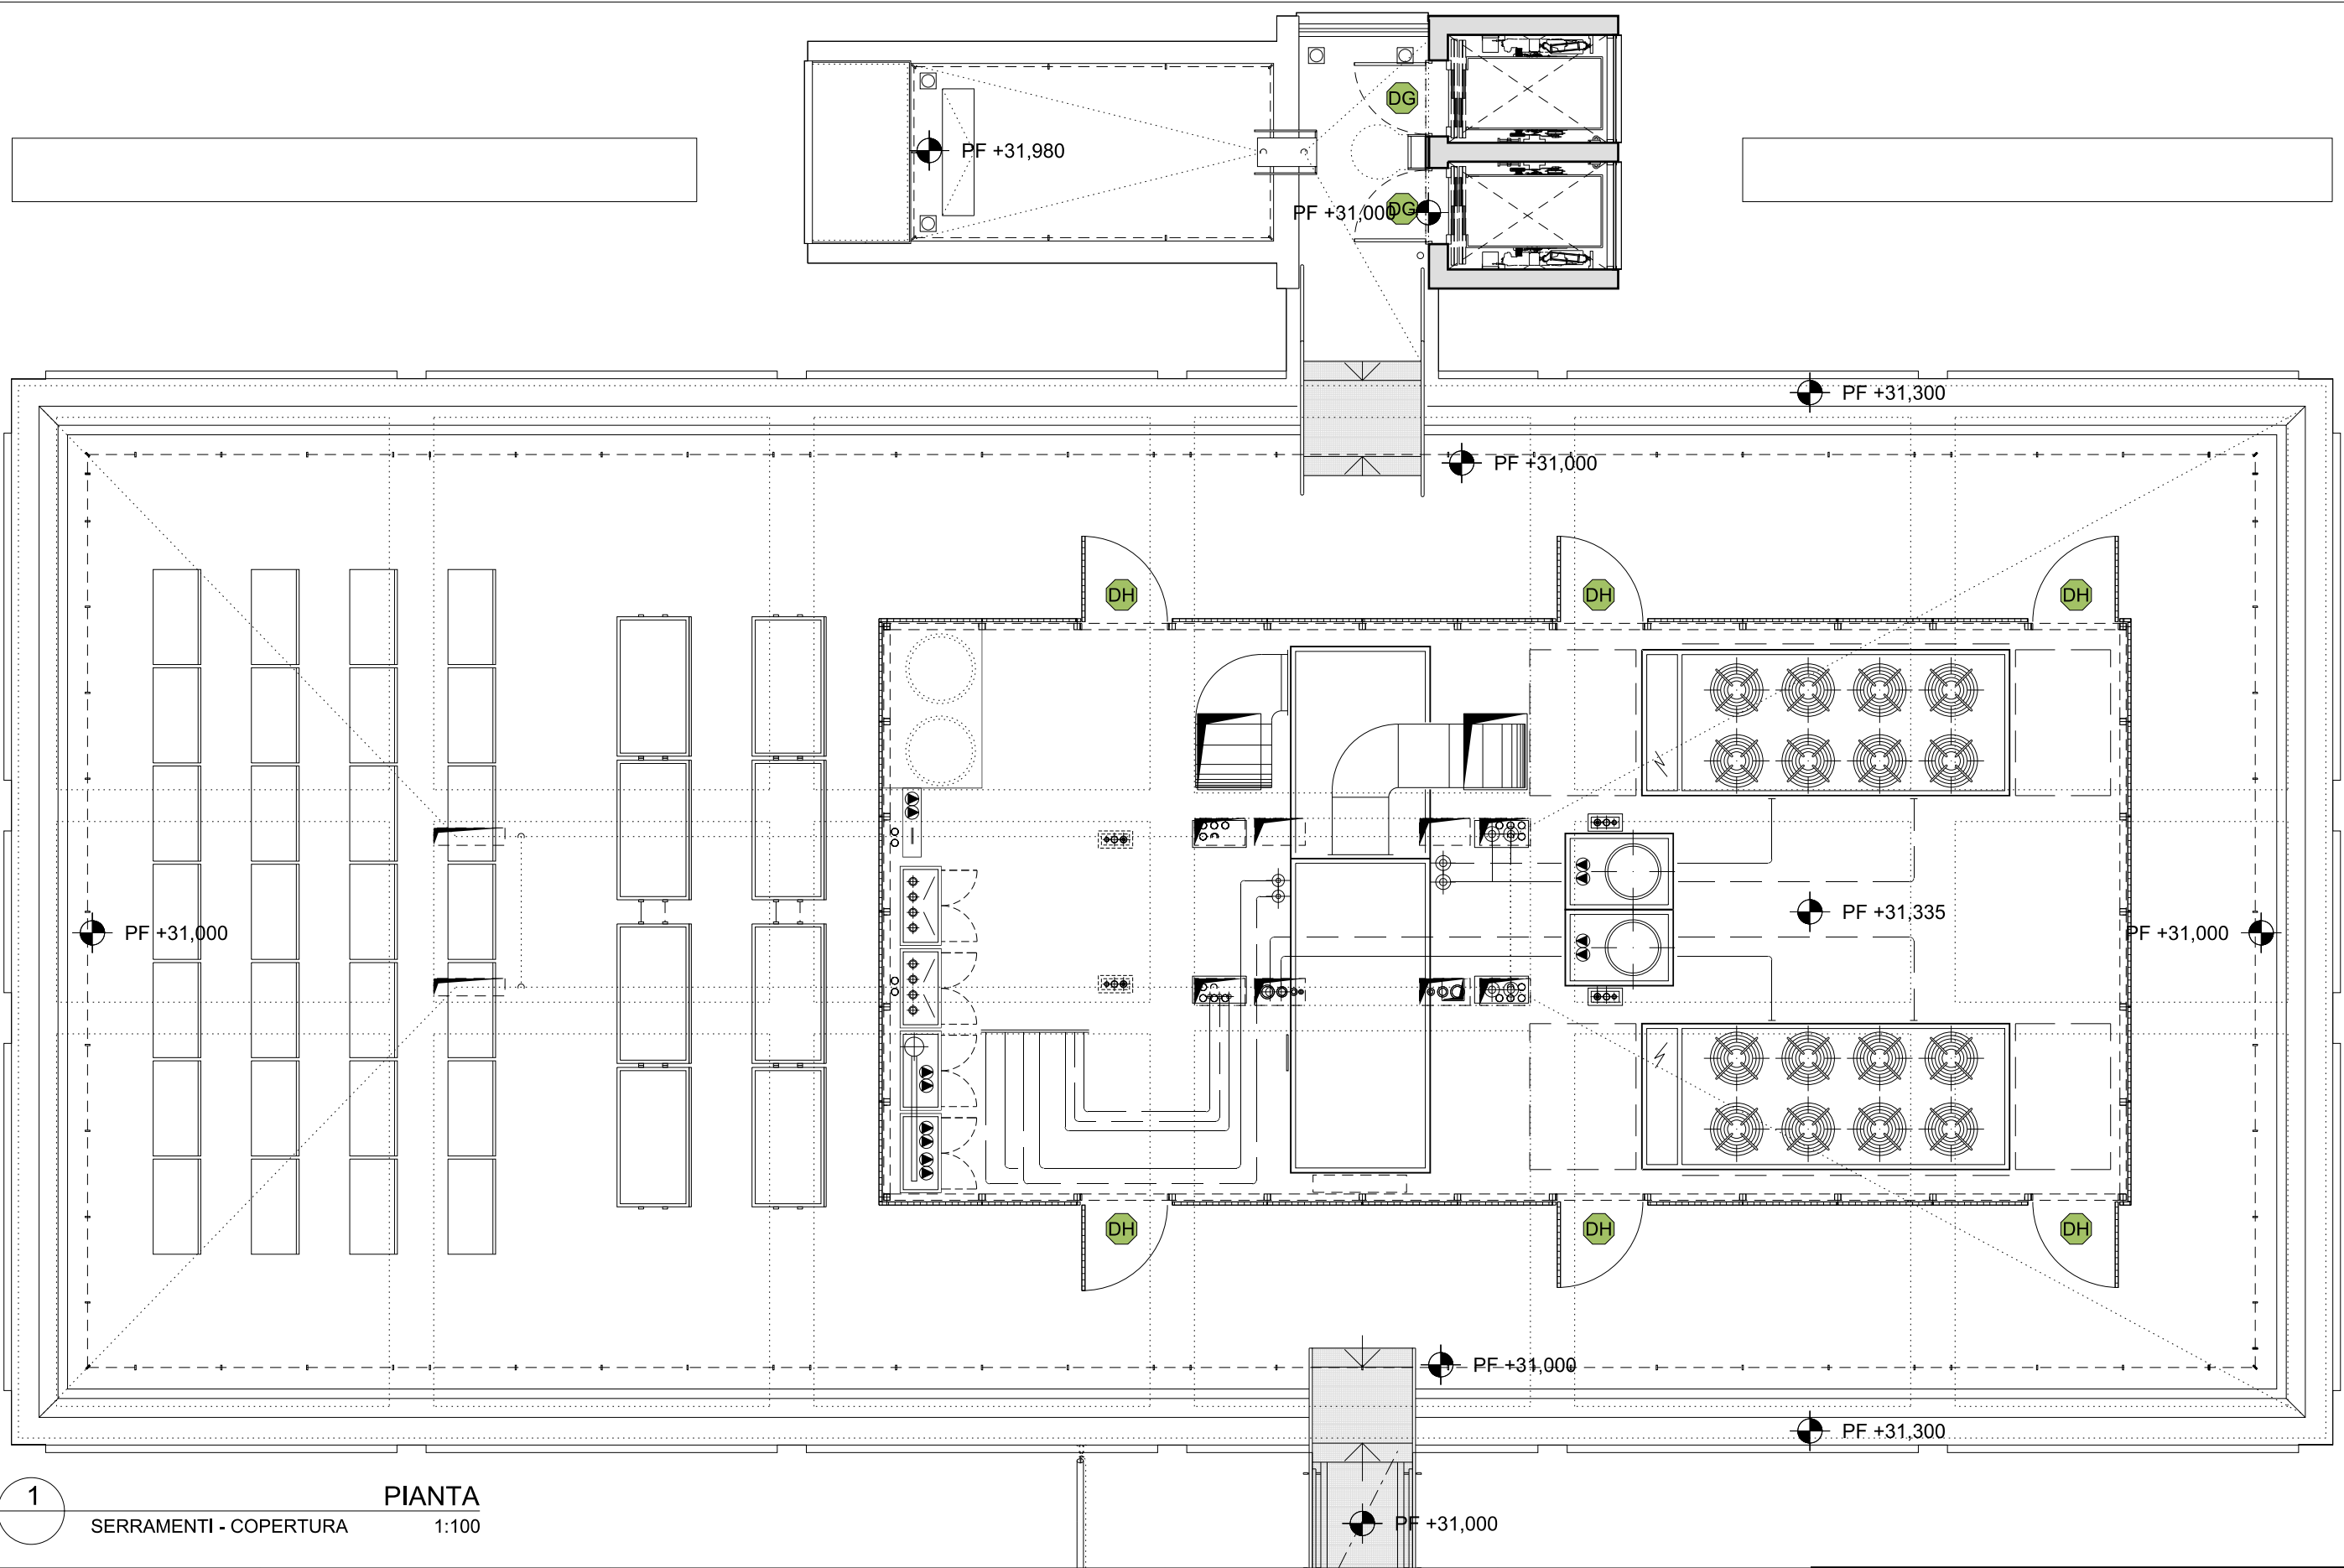 DG
PF +31,980
PF +31,000
DG
PF +31,300
PF +31,000
DH
DH
DH
PF +31,335
PF +31,000
PF +31,000
DH
DH
DH
PF +31,000
PF +31,300
1
PIANTA
SERRAMENTI - COPERTURA
1:100
PF +31,000